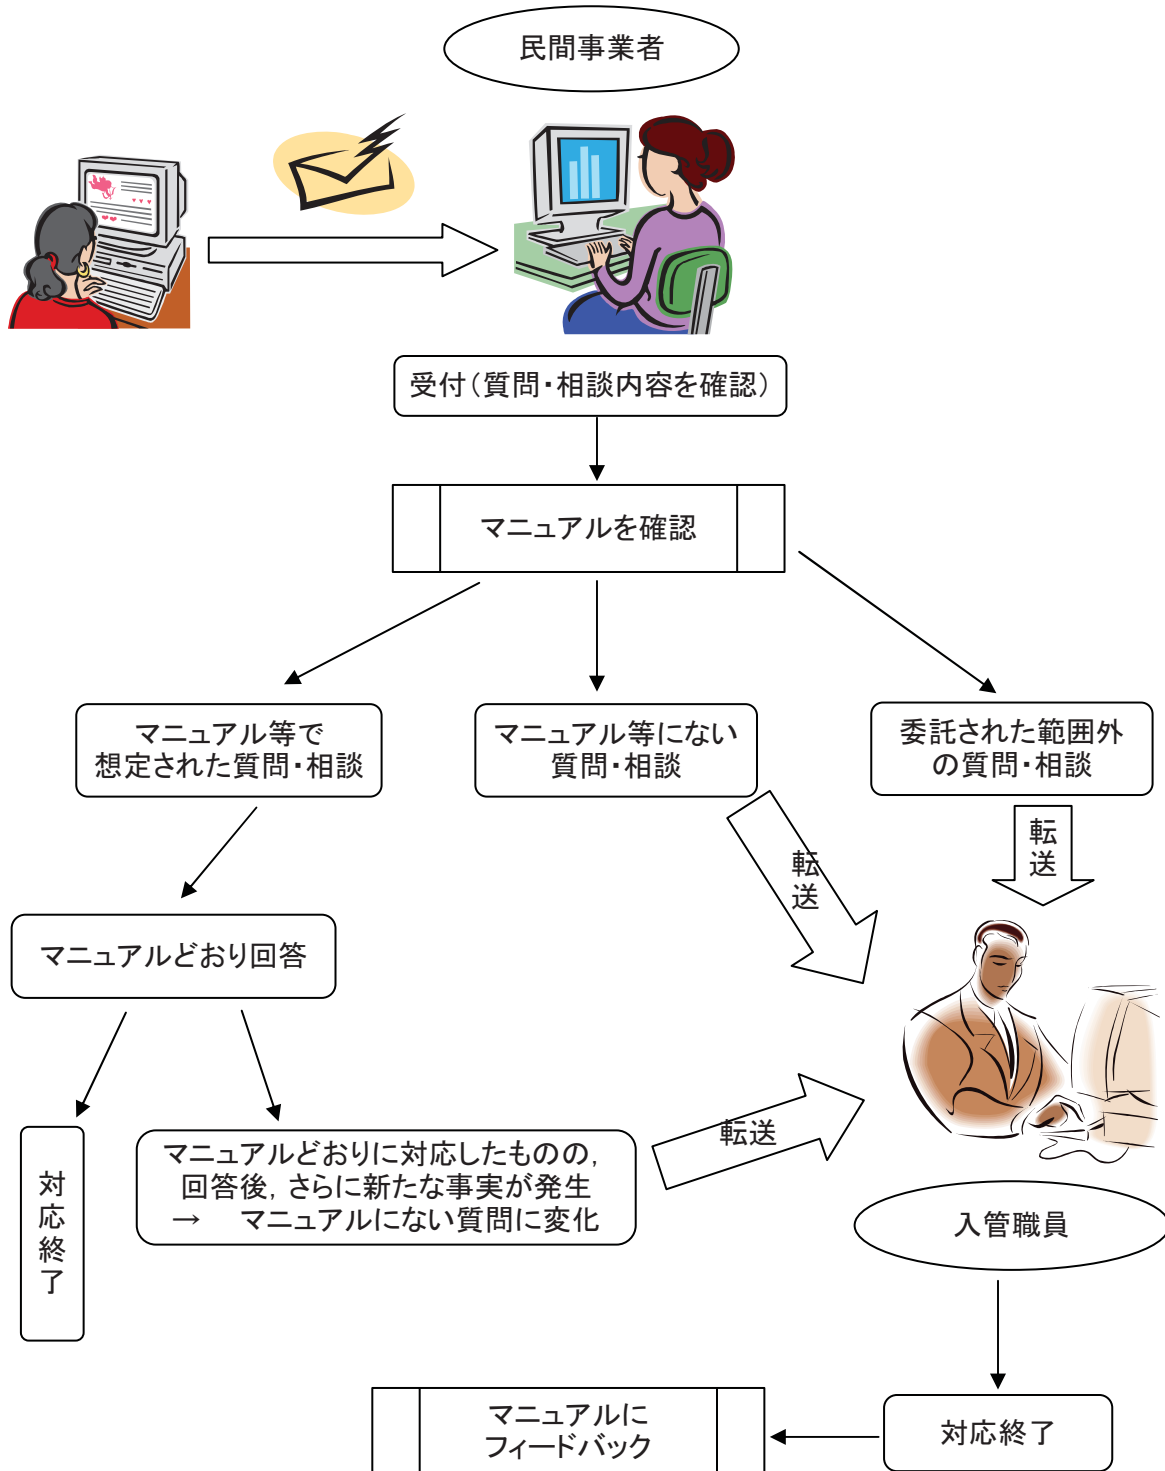 民間事業者
受付（質問・相談内容を確認）
マニュアルを確認
マニュアル等で
想定された質問・相談
マニュアル等にない
質問・相談
委託された範囲外
の質問・相談
転送
転送
マニュアルどおり回答
対応終了
マニュアルどおりに対応したものの，
回答後，さらに新たな事実が発生
→　マニュアルにない質問に変化
転送
入管職員
対応終了
マニュアルに
フィードバック